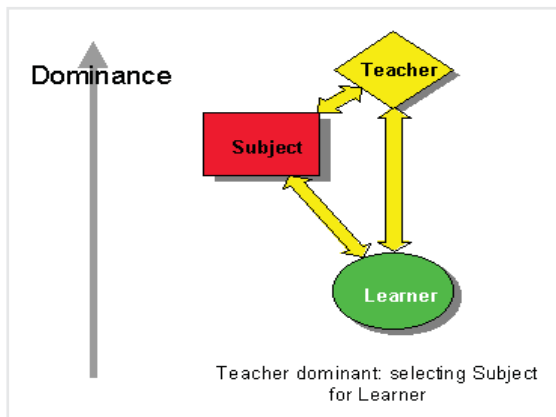 Teacher
Dominance
Subject
Learner
Teacher dominant: selecting Subject
for Learner